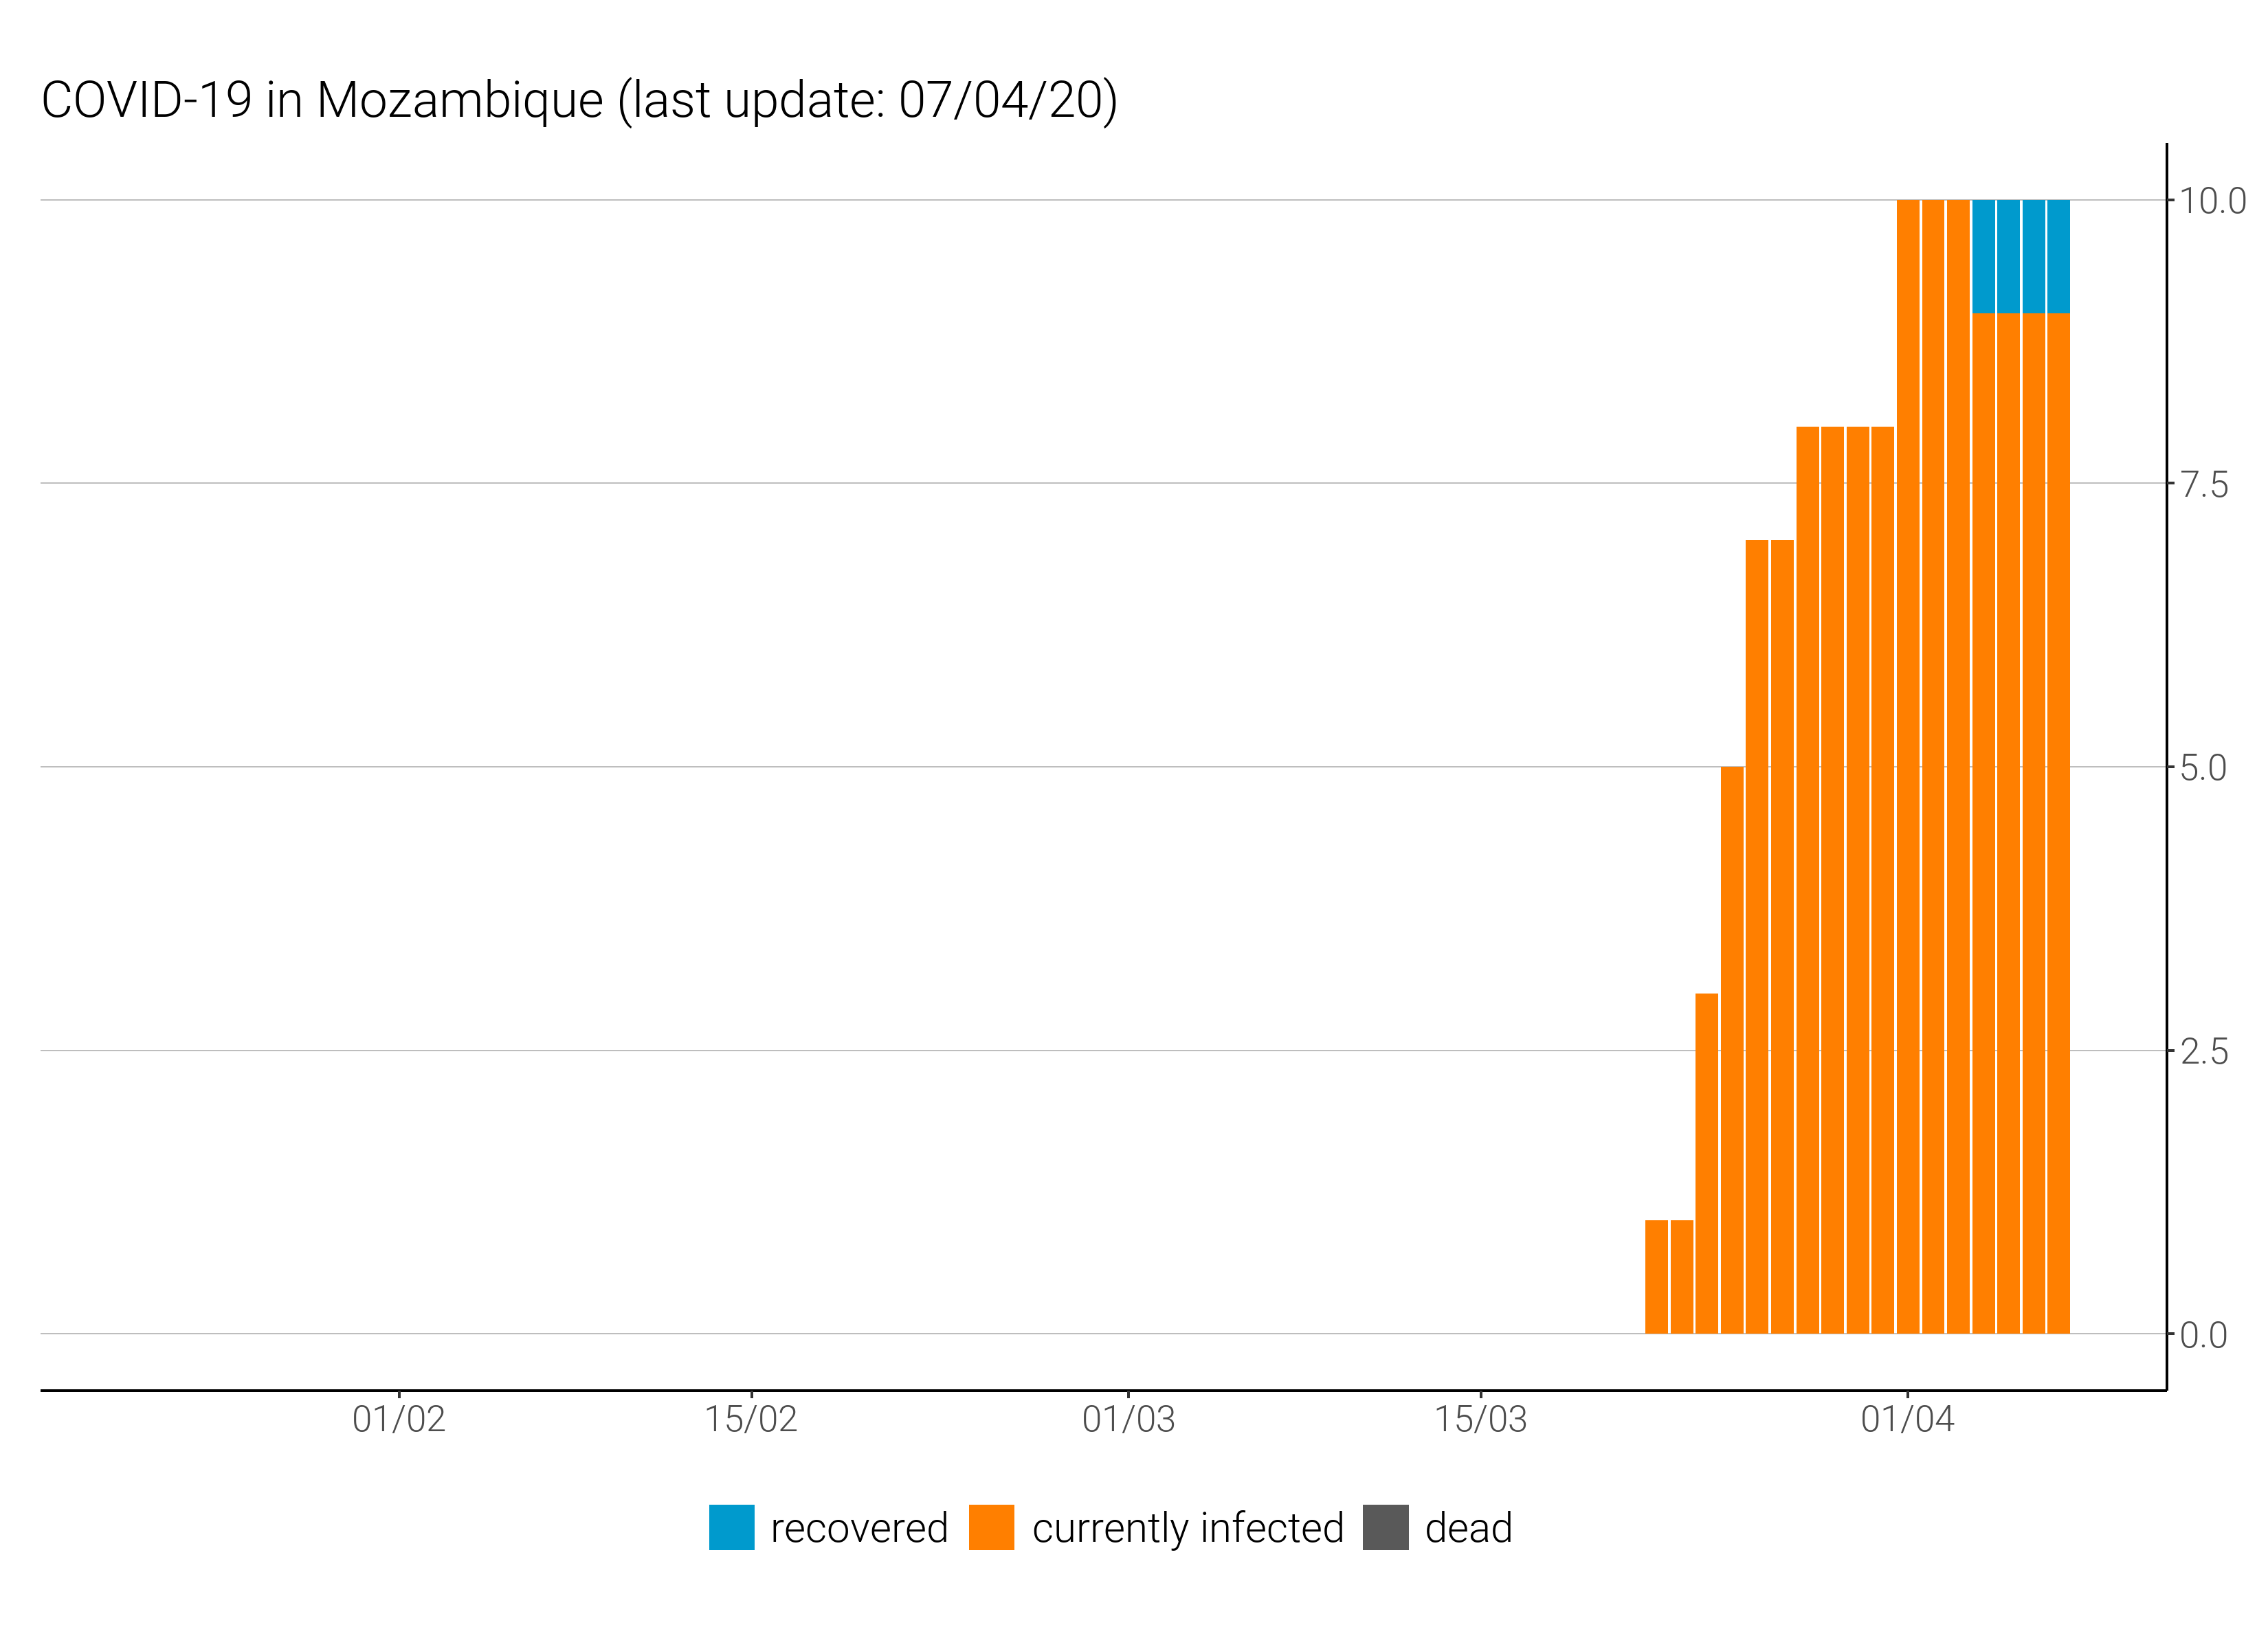 COVID-19 in Mozambique (last update: 07/04/20)
10.0
7.5
5.0
2.5
0.0
01/02 15/02 01/03 15/03 01/04
recovered currently infected dead